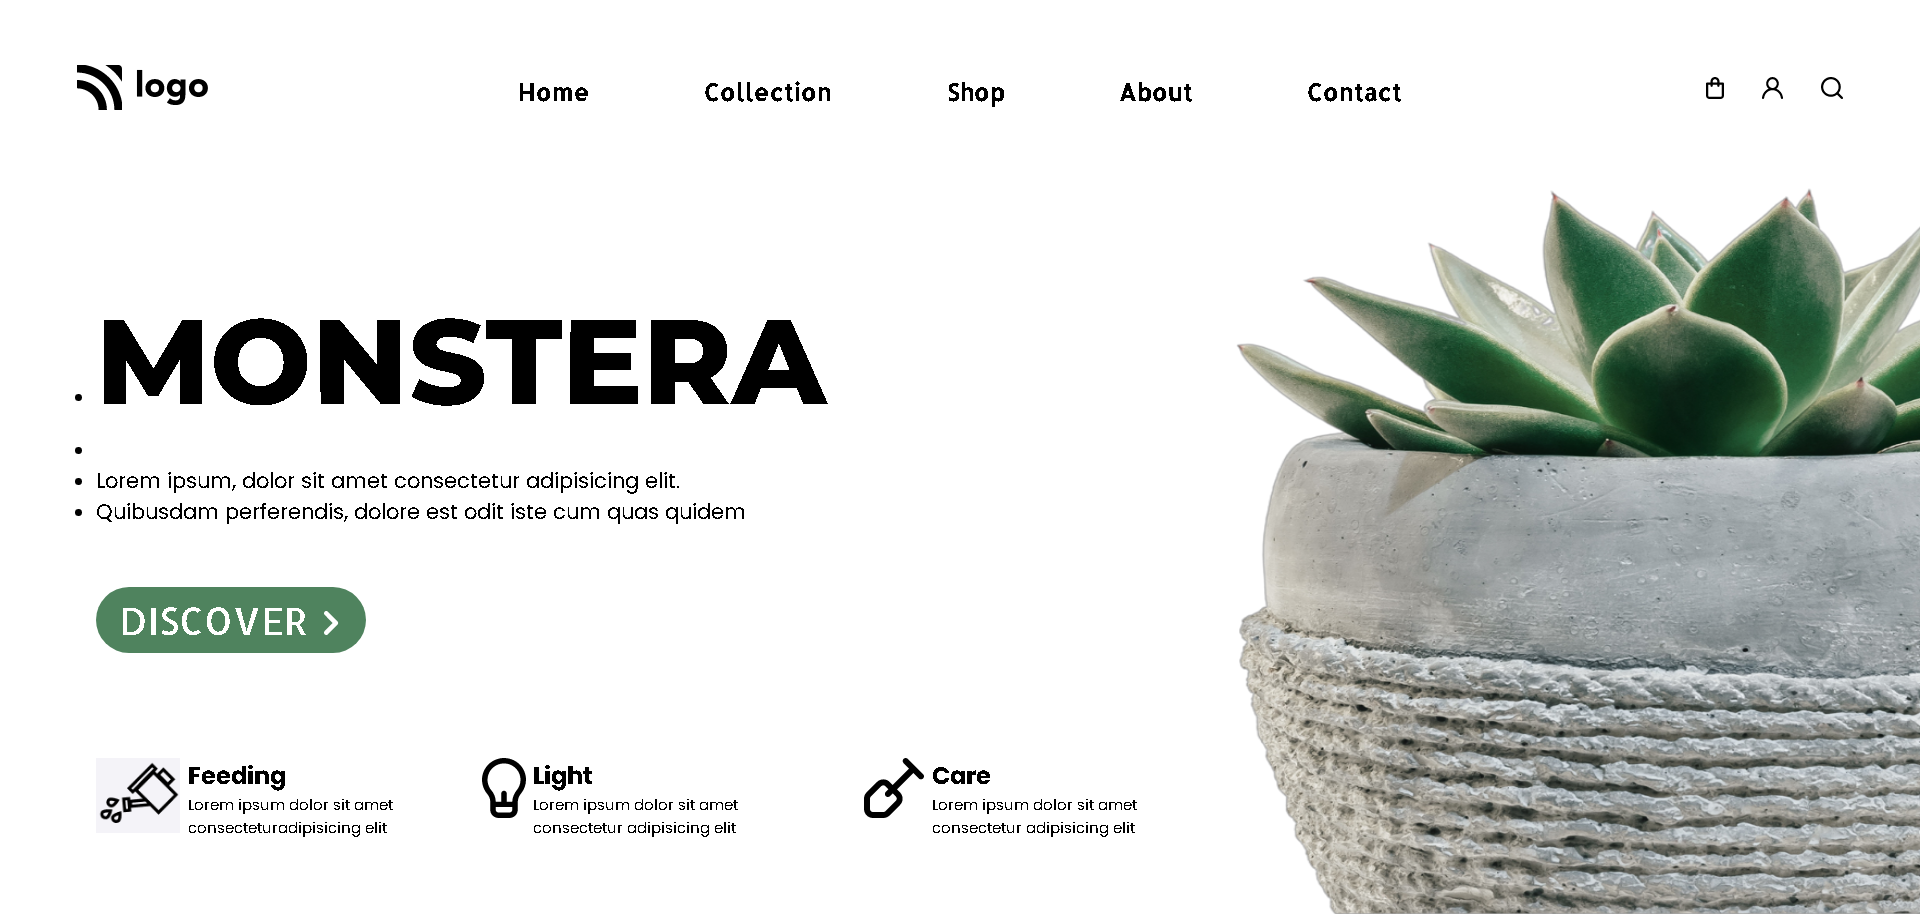 logo
Home Collection Shop About Contact
MONSTERA
Lorem ipsum, dolor sit amet consectetur adipisicing elit.
Quibusdam perferendis, dolore est odit iste cum quas quidem
DISCOVER >
Feeding
Lorem ipsum dolor sit amet
consecteturadipisicing elit
Light
Lorem ipsum dolor sit amet
consectetur adipisicing elit
Care
Lorem ipsum dolor sit amet
consectetur adipisicing elit